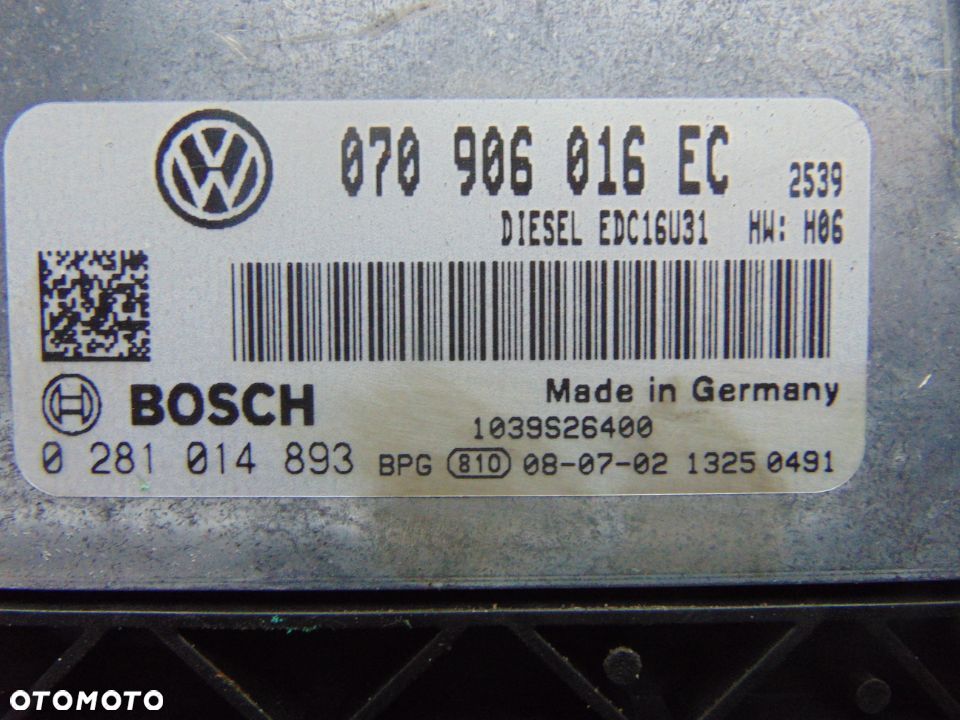 070 906 016 EC 2539
DIESEL EDC16U31 HW: H06
BOSCH Made in Germany
1039S26400
0 281 014 893 BPG 810 08-07-02 1325 0491
OTOMOTO